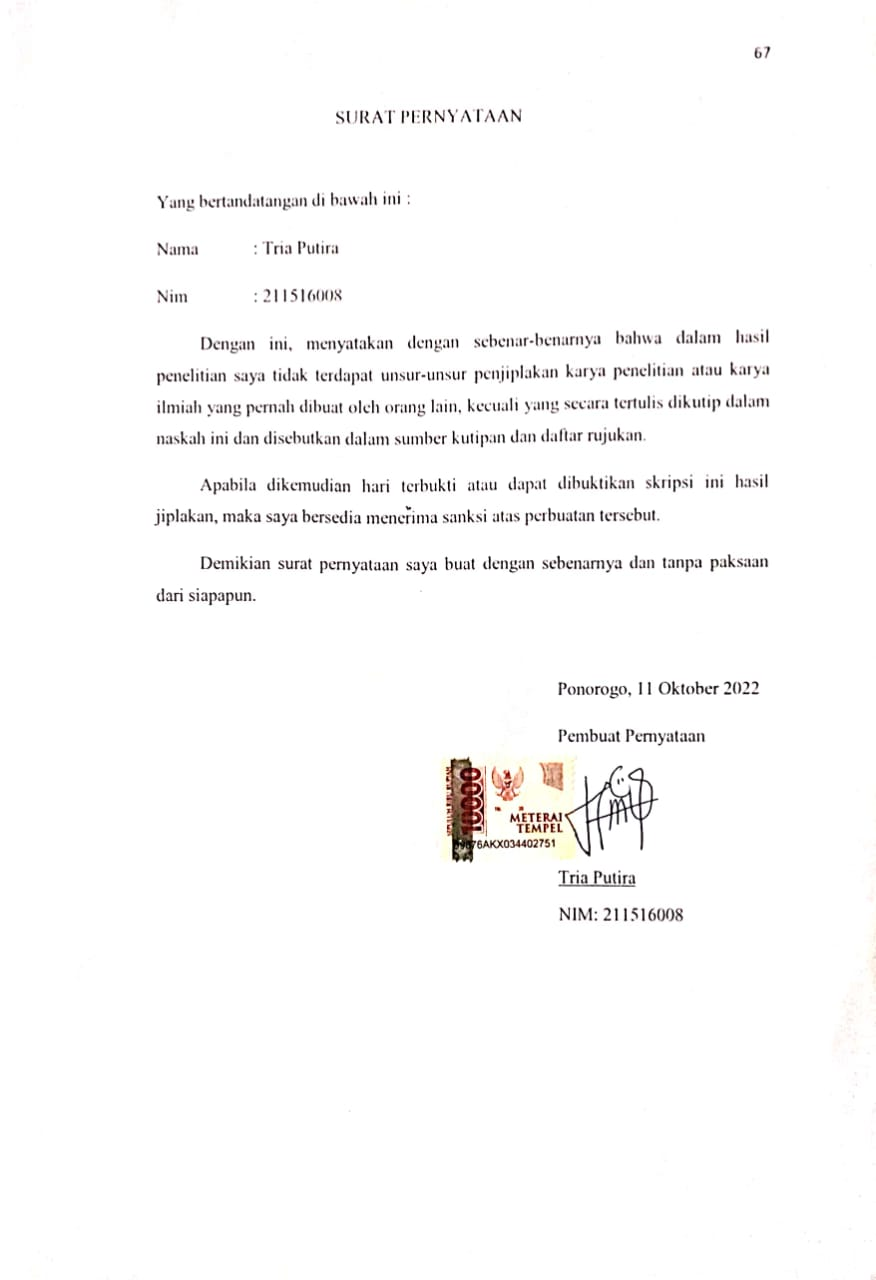 67
SURAT PERNYATAAN
Yang bertandatangan di bawah ini :
Nama : Tria Putira
Nim : 211516008
Dengan ini, menyatakan dengan sebenar-benarnya bahwa dalam hasil
penelitian saya tidak terdapat unsur-unsur penjiplakan karya penelitian atau karya
ilmiah yang pernah dibuat oleh orang lain, kecuali yang secara tertulis dikutip dalam
naskah ini dan disebutkan dalam sumber kutipan dan daftar rujukan.
Apabila dikemudian hari terbukti atau dapat dibuktikan skripsi ini hasil
jiplakan, maka saya bersedia menerima sanksi atas perbuatan tersebut.
Demikian surat pernyataan saya buat dengan sebenarnya dan tanpa paksaan
dari siapapun.
Ponorogo, 11 Oktober 2022
Pembuat Pernyataan
10000
METERAI
TEMPEL
76AKX034402751
Tria Putira
NIM: 211516008